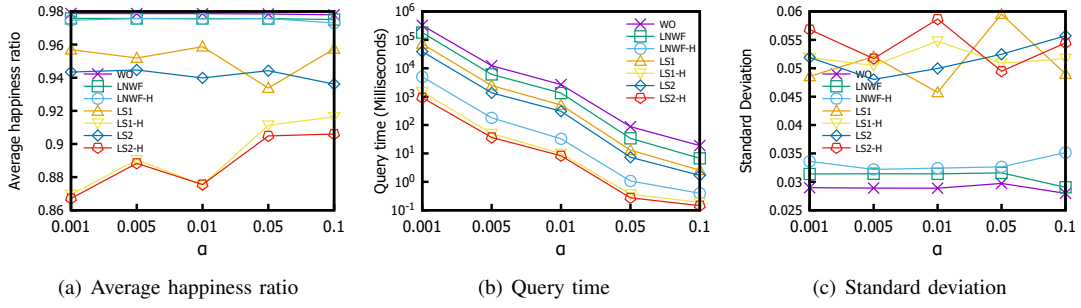 0.98
0.96
0.94
0.92
0.9
0.88
0.86
Average happiness ratio
WO
LNWF
LNWF-H
LS1
LS1-H
LS2
LS2-H
0.001
0.005
0.01
0.05
0.1
α
(a) Average happiness ratio
10^6
10^5
10^4
10^3
10^2
10^1
10^0
10^-1
Query time (Milliseconds)
WO
LNWF
LNWF-H
LS1
LS1-H
LS2
LS2-H
0.001
0.005
0.01
0.05
0.1
α
(b) Query time
0.06
0.055
0.05
0.045
0.04
0.035
0.03
0.025
Standard Deviation
WO
LNWF
LNWF-H
LS1
LS1-H
LS2
LS2-H
0.001
0.005
0.01
0.05
0.1
α
(c) Standard deviation